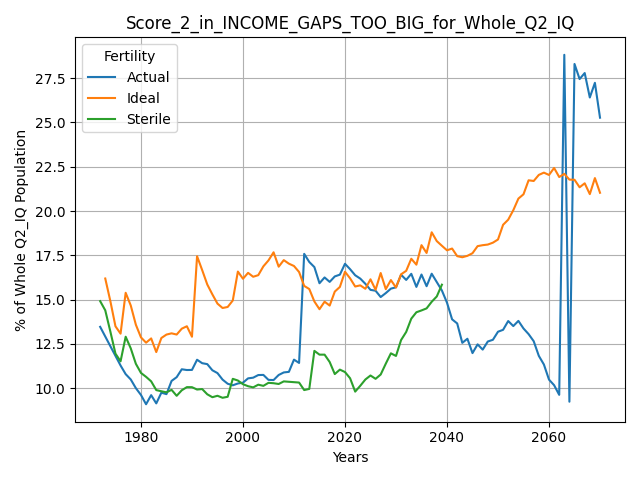 Score_2_in_INCOME_GAPS_TOO_BIG_for_Whole_Q2_IQ
Fertility
Actual
Ideal
Sterile
% of Whole Q2_IQ Population
27.5
25.0
22.5
20.0
17.5
15.0
12.5
10.0
1980
2000
2020
2040
2060
Years